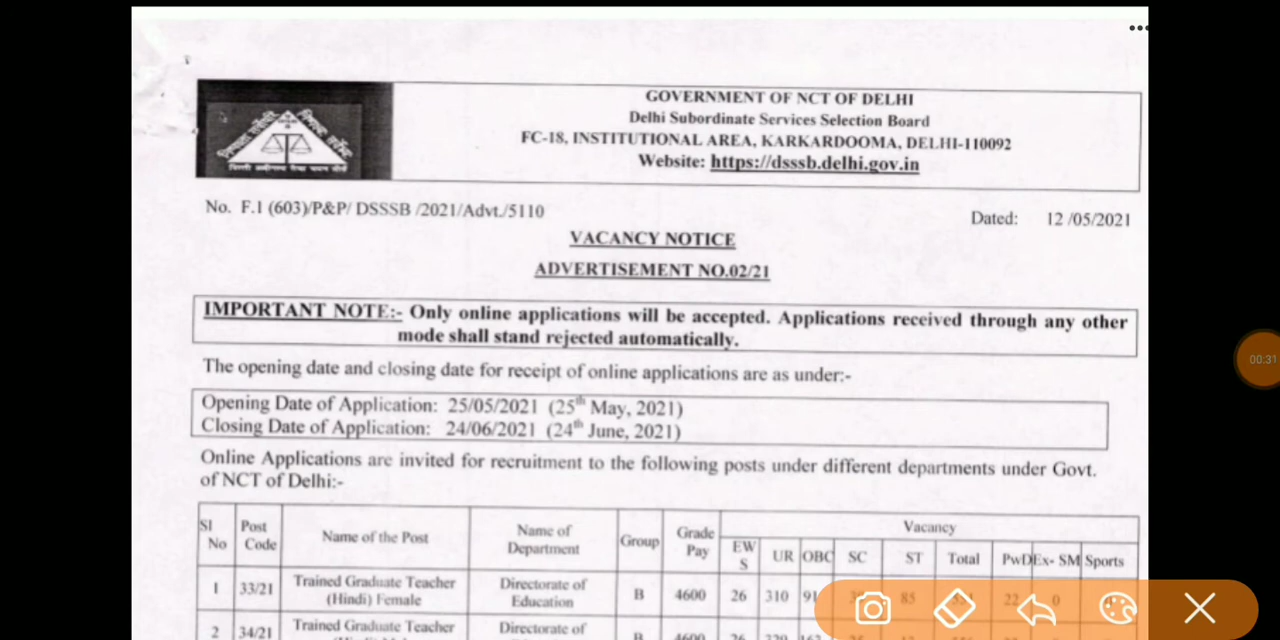 GOVERNMENT OF NCT OF DELHI
Delhi Subordinate Services Selection Board
FC-18, INSTITUTIONAL AREA, KARKARDOOMA, DELHI-110092
Website: https://dsssb.delhi.gov.in
No. F.1 (603)/P&P/ DSSSB /2021/Advt./5110
Dated: 12 /05/2021
VACANCY NOTICE
ADVERTISEMENT NO.02/21
IMPORTANT NOTE:- Only online applications will be accepted. Applications received through any other
mode shall stand rejected automatically.
The opening date and closing date for receipt of online applications are as under:-
Opening Date of Application: 25/05/2021 (25th May, 2021)
Closing Date of Application: 24/06/2021 (24th June, 2021)
Online Applications are invited for recruitment to the following posts under different departments under Govt.
of NCT of Delhi:-
Sl No Post Code Name of the Post Name of Department Group Grade Pay Vacancy
EWS UR OBC SC ST Total PwD Ex- SM Sports
1 33/21 Trained Graduate Teacher (Hindi) Female Directorate of Education B 4600 26 310 91 85 22 0
2 34/21 Trained Graduate Teacher Directorate of B 4600 26
00:31